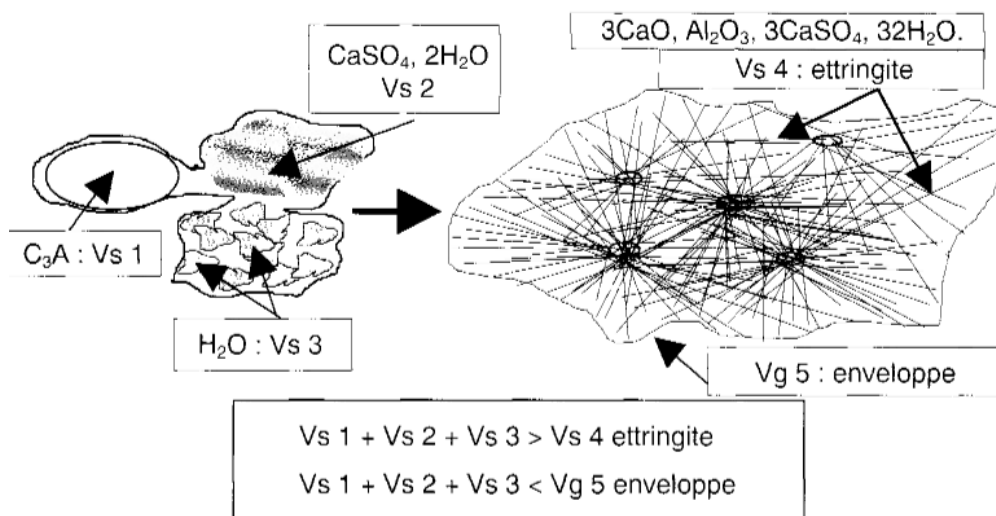 CaSO₄, 2H₂O
Vs 2
3CaO, Al₂O₃, 3CaSO₄, 32H₂O.
Vs 4 : ettringite
C₃A : Vs 1
H₂O : Vs 3
Vg 5 : enveloppe
Vs 1 + Vs 2 + Vs 3 > Vs 4 ettringite
Vs 1 + Vs 2 + Vs 3 < Vg 5 enveloppe